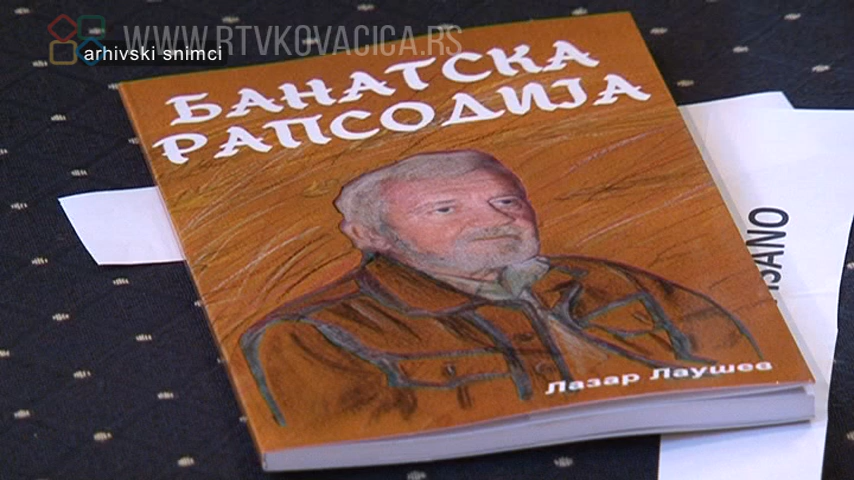 WWW.RTVKOVACICA.RS
arhivski snimci
БАНАТСКА
РАПСОДИЈА
Лазар Лаушев